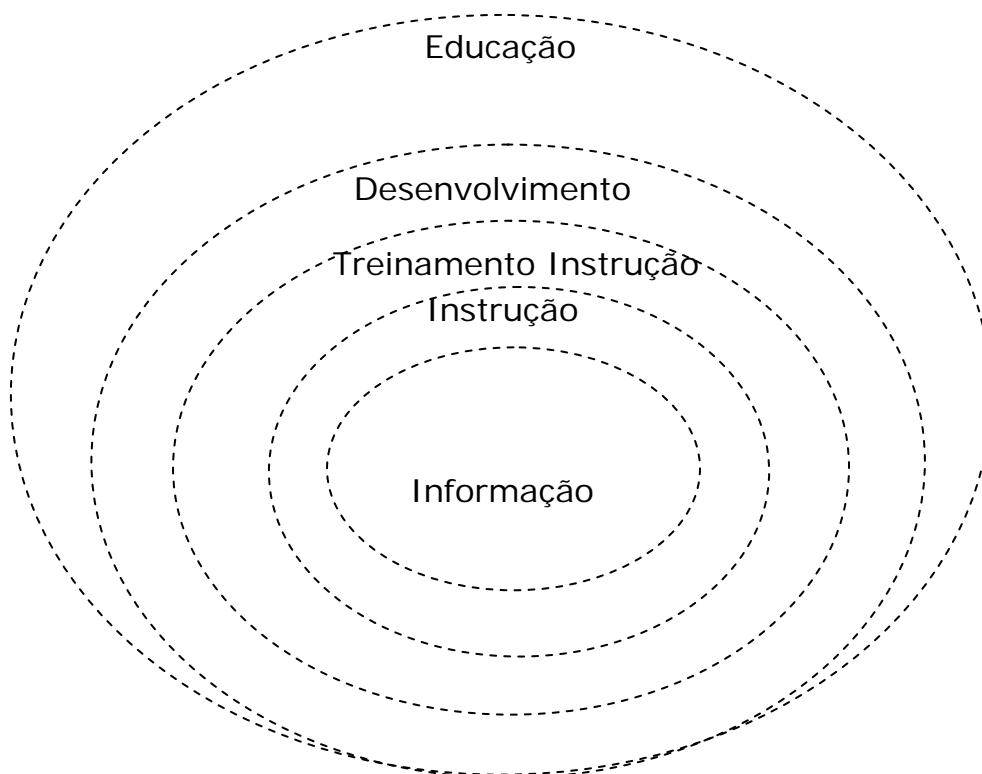 Educação
Desenvolvimento
Treinamento Instrução
Instrução
Informação